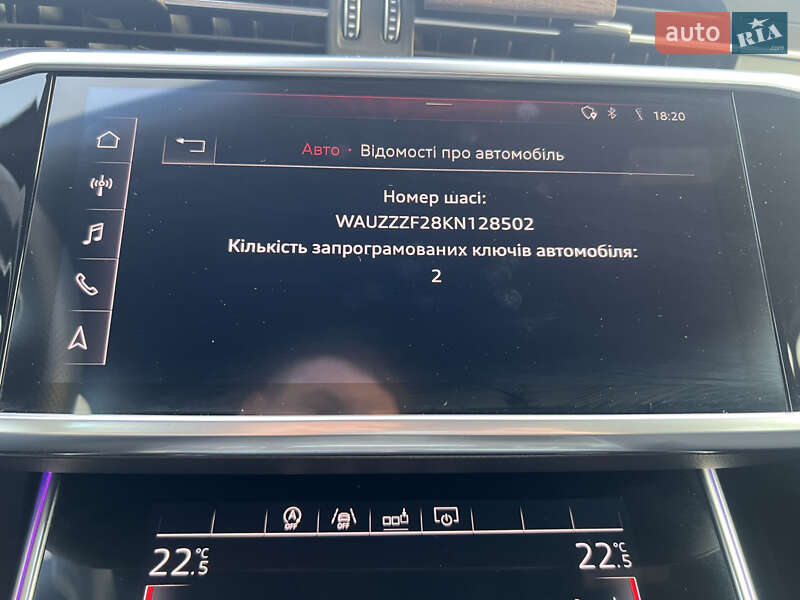 auto RIA
.com
18:20
Авто · Відомості про автомобіль
Номер шасі:
WAUZZZF28KN128502
Кількість запрограмованих ключів автомобіля:
2
A
OFF
OFF
22.5 °C
22.5 °C